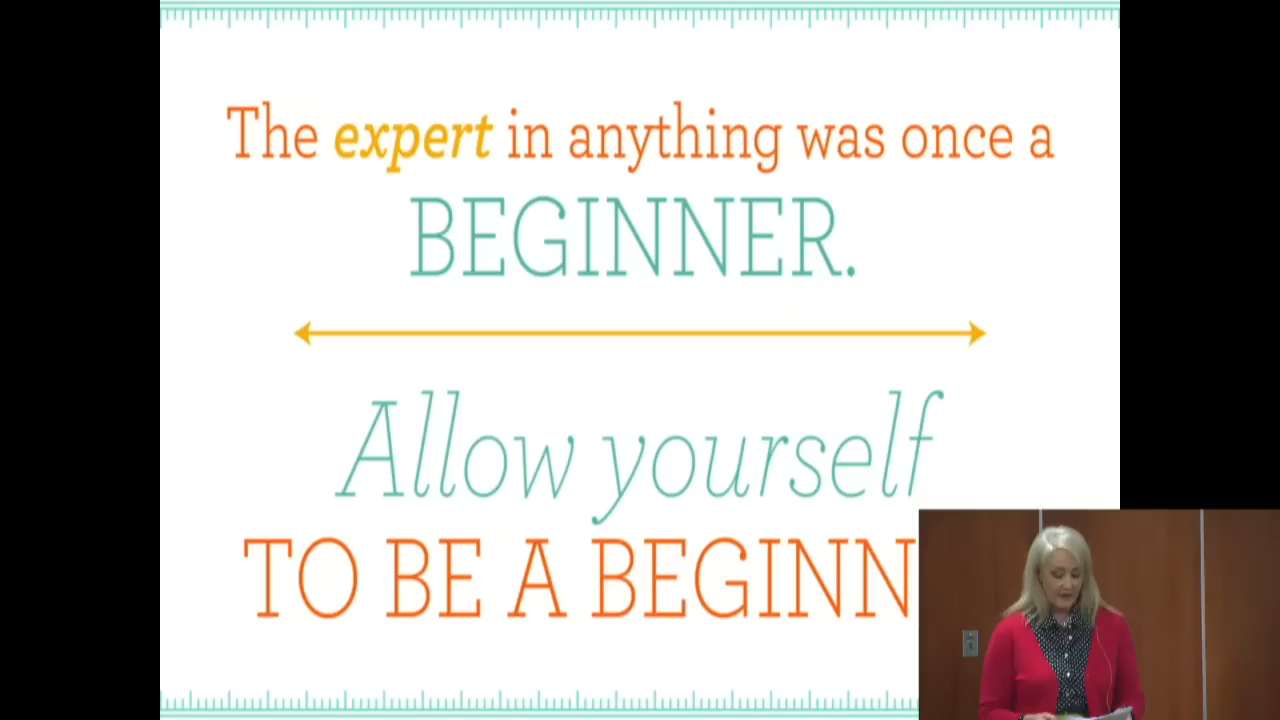 The expert in anything was once a
BEGINNER.
Allow yourself
TO BE A BEGINN